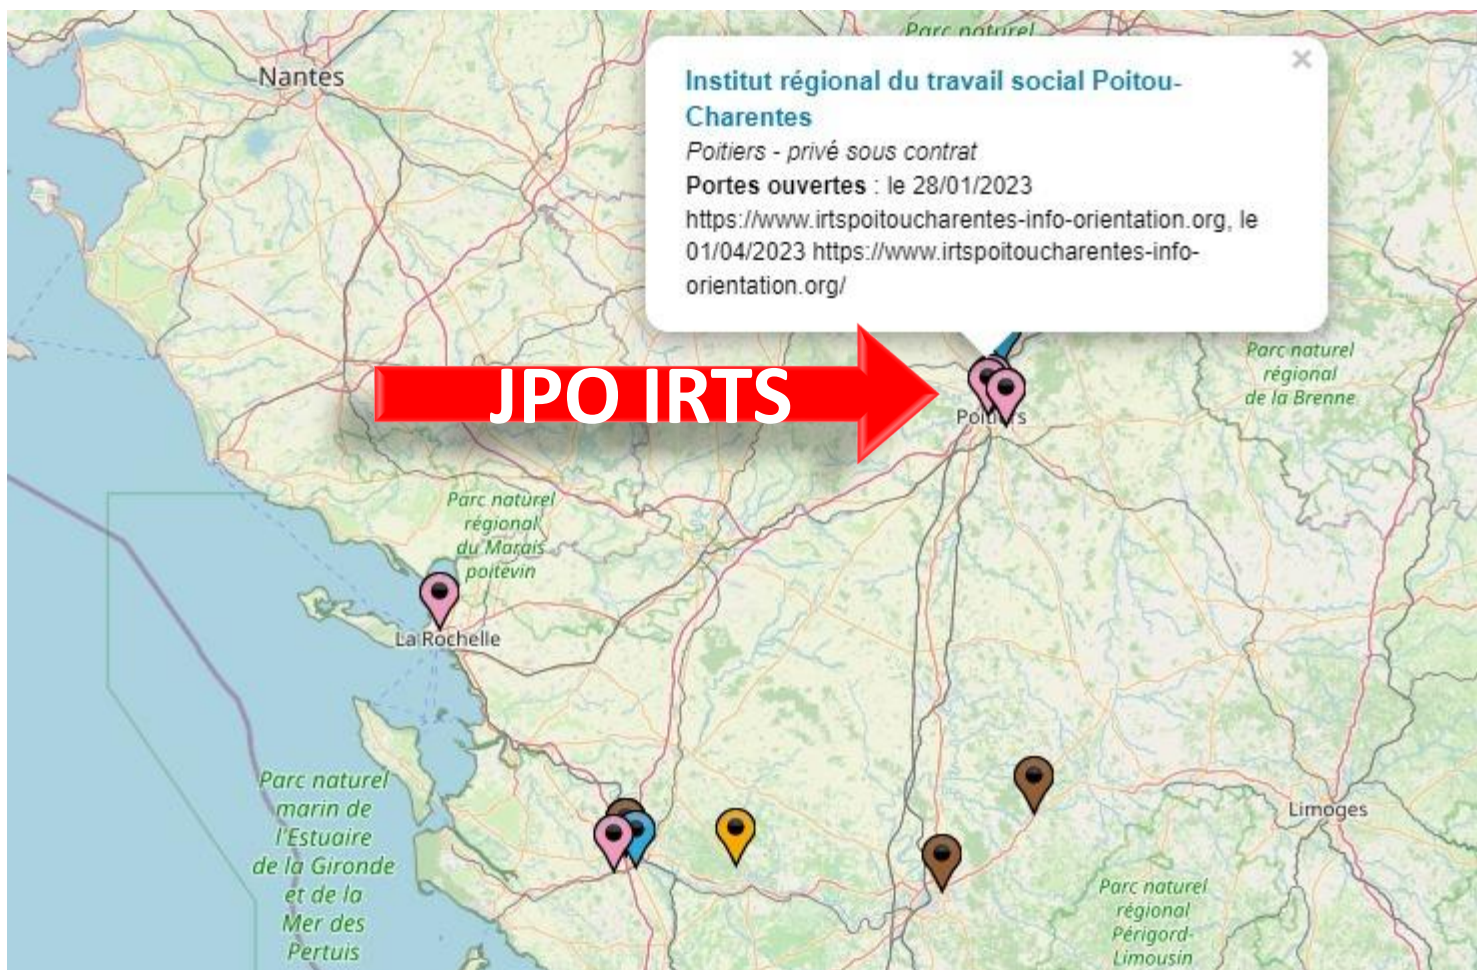 Parc naturel
Nantes
×
Institut régional du travail social Poitou-
Charentes
Poitiers - privé sous contrat
Portes ouvertes : le 28/01/2023
https://www.irtspoitoucharentes-info-orientation.org, le
01/04/2023 https://www.irtspoitoucharentes-info-
orientation.org/
JPO IRTS
Parc naturel
régional
de la Brenne
Poitiers
Parc naturel
régional
du Marais
poitevin
La Rochelle
Parc naturel
marin de
l'Estuaire
de la Gironde
et de la
Mer des
Pertuis
Limoges
Parc naturel
régional
Périgord-
Limousin